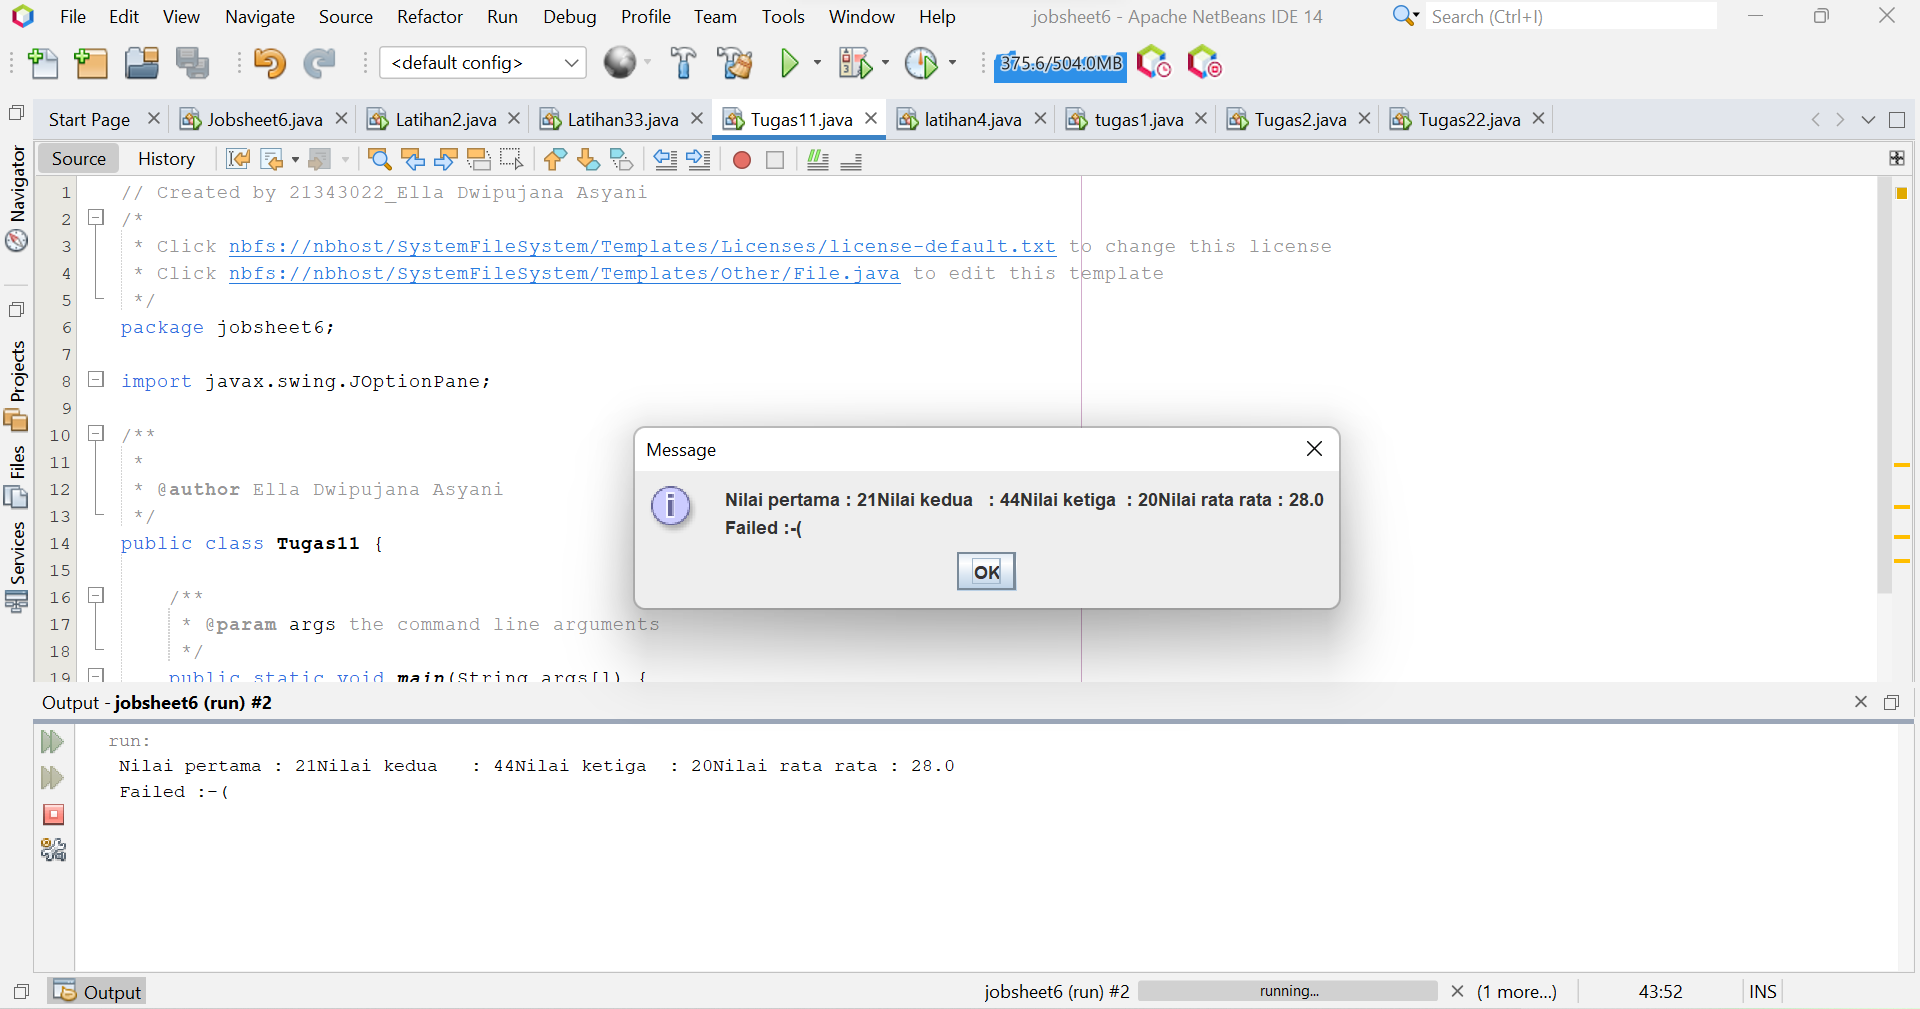 File Edit View Navigate Source Refactor Run Debug Profile Team Tools Window Help jobsheet6 - Apache NetBeans IDE 14 Search (Ctrl+I)
<default config> 375.6/504.0MB
Start Page Jobsheet6.java Latihan2.java Latihan33.java Tugas11.java latihan4.java tugas1.java Tugas2.java Tugas22.java
Source History
Navigator
Projects
Files
Services
1 // Created by 21343022_Ella Dwipujana Asyani
2 /*
3 * Click nbfs://nbhost/SystemFileSystem/Templates/Licenses/license-default.txt to change this license
4 * Click nbfs://nbhost/SystemFileSystem/Templates/Other/File.java to edit this template
5 */
6 package jobsheet6;
7
8 import javax.swing.JOptionPane;
9
10 /**
11 *
12 * @author Ella Dwipujana Asyani
13 */
14 public class Tugas11 {
15
16 /**
17 * @param args the command line arguments
18 */
19 public static void main(String args[]) {
Message
Nilai pertama : 21Nilai kedua : 44Nilai ketiga : 20Nilai rata rata : 28.0
Failed :-(
OK
Output - jobsheet6 (run) #2
run:
Nilai pertama : 21Nilai kedua : 44Nilai ketiga : 20Nilai rata rata : 28.0
Failed :-(
Output jobsheet6 (run) #2 running... (1 more...) 43:52 INS